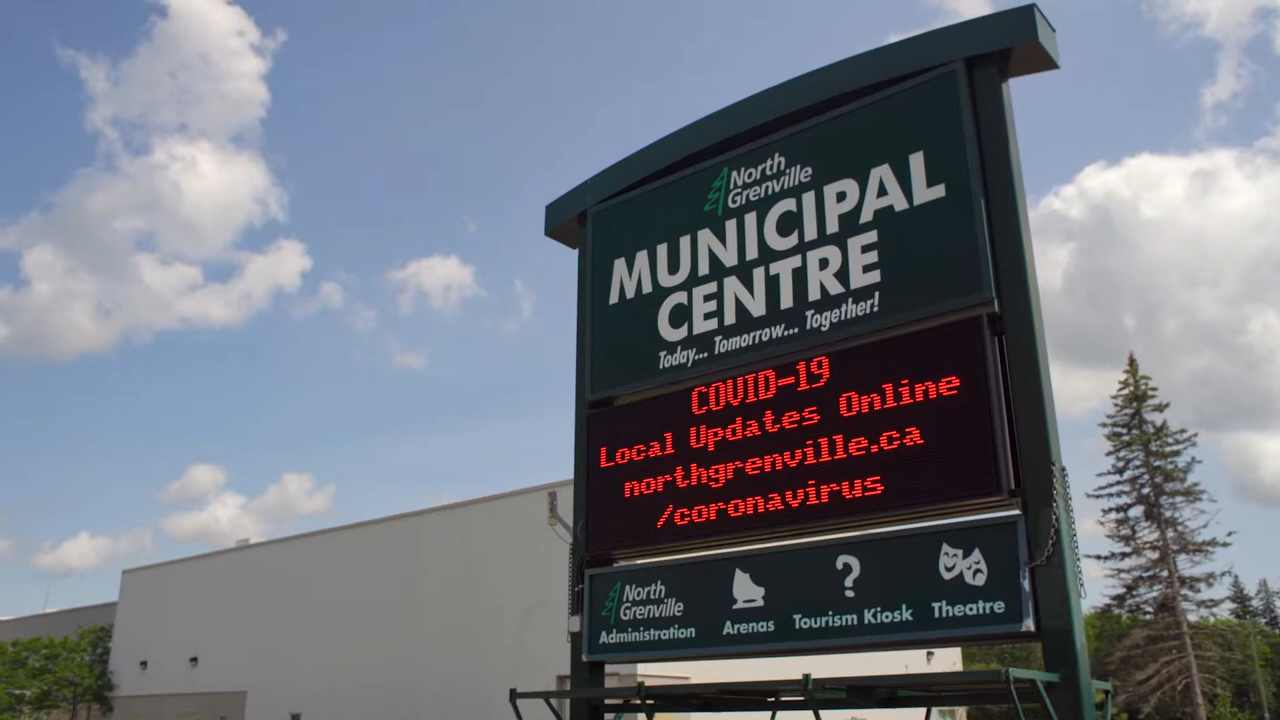 North
Grenville
MUNICIPAL
CENTRE
Today... Tomorrow... Together!
COVID-19
Local Updates Online
northgrenville.ca
/coronavirus
North
Grenville
Administration
Arenas
?
Tourism Kiosk
Theatre